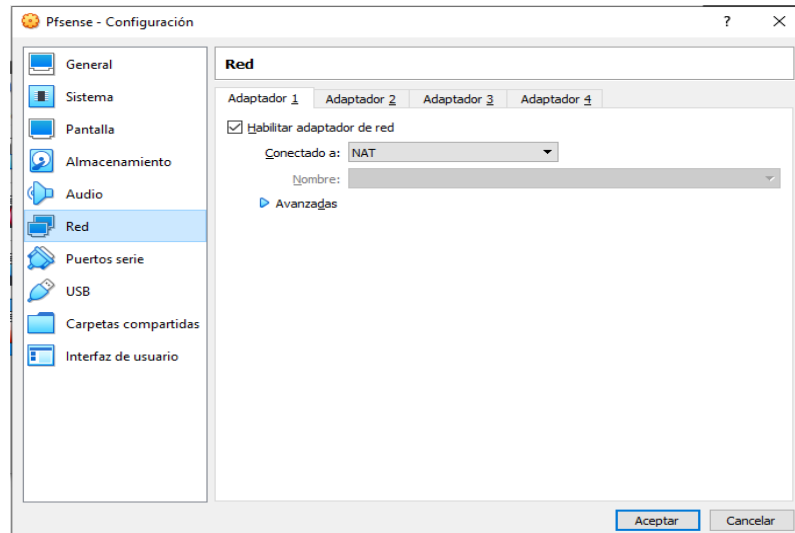 Pfsense - Configuración
?
General
Sistema
Pantalla
Almacenamiento
Audio
Red
Puertos serie
USB
Carpetas compartidas
Interfaz de usuario
Red
Adaptador 1 Adaptador 2 Adaptador 3 Adaptador 4
Habilitar adaptador de red
Conectado a: NAT
Nombre:
Avanzadas
Aceptar Cancelar